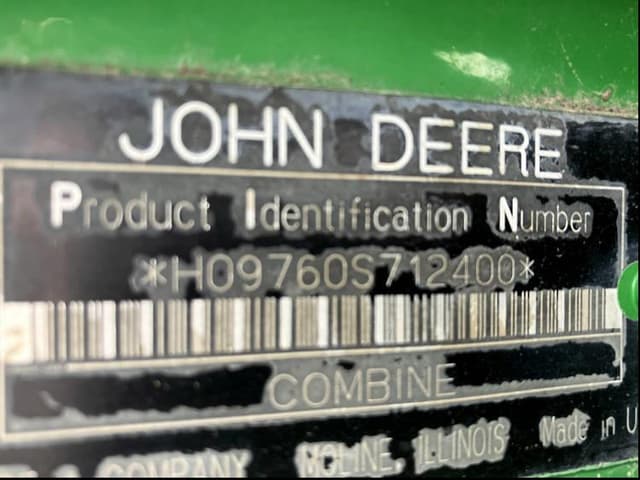 JOHN DEERE
Product Identification Number
*H09760S712400*
COMBINE
& COMPANY MOLINE, ILLINOIS Made in U